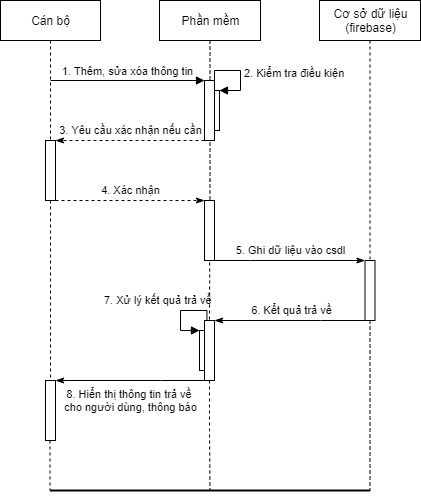 Cán bộ
Phần mềm
Cơ sở dữ liệu
(firebase)
1. Thêm, sửa xóa thông tin
2. Kiểm tra điều kiện
3. Yêu cầu xác nhận nếu cần
4. Xác nhận
5. Ghi dữ liệu vào csdl
7. Xử lý kết quả trả về
6. Kết quả trả về
8. Hiển thị thông tin trả về
cho người dùng, thông báo